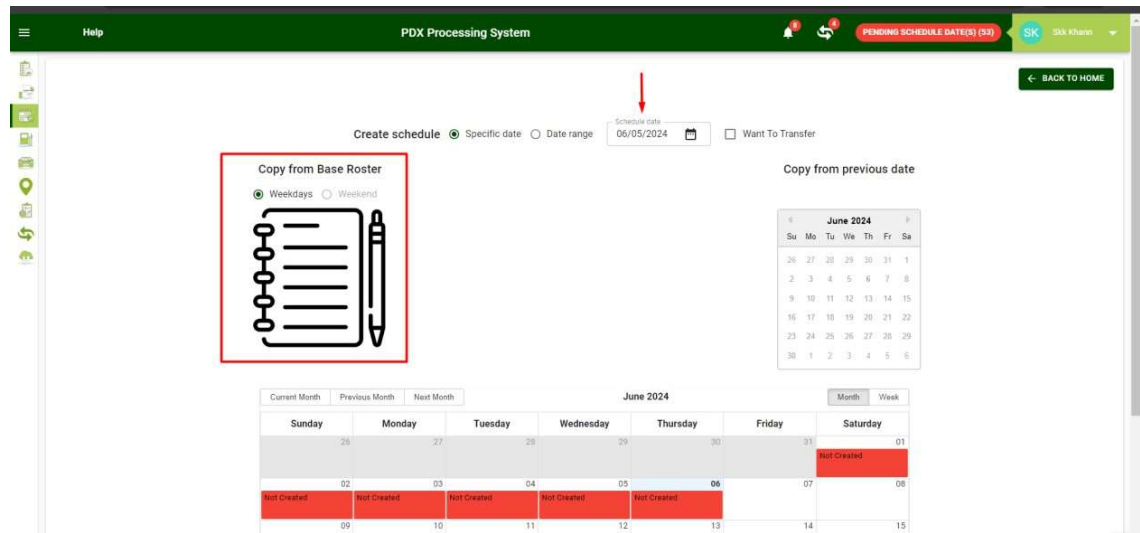 Help
PDX Processing System
8
4
PENDING SCHEDULE DATE(S) (53)
SK
Skk Khann
BACK TO HOME
Create schedule
Specific date
Date range
Schedule date
06/05/2024
Want To Transfer
Copy from Base Roster
Copy from previous date
Weekdays
Weekend
June 2024
Su Mo Tu We Th Fr Sa
26 27 28 29 30 31 1
2 3 4 5 6 7 8
9 10 11 12 13 14 15
16 17 18 19 20 21 22
23 24 25 26 27 28 29
30 1 2 3 4 5 6
Current Month Previous Month Next Month
June 2024
Month Week
Sunday Monday Tuesday Wednesday Thursday Friday Saturday
26 27 28 29 30 31 01
Not Created
02 03 04 05 06 07 08
Not Created Not Created Not Created Not Created Not Created
09 10 11 12 13 14 15